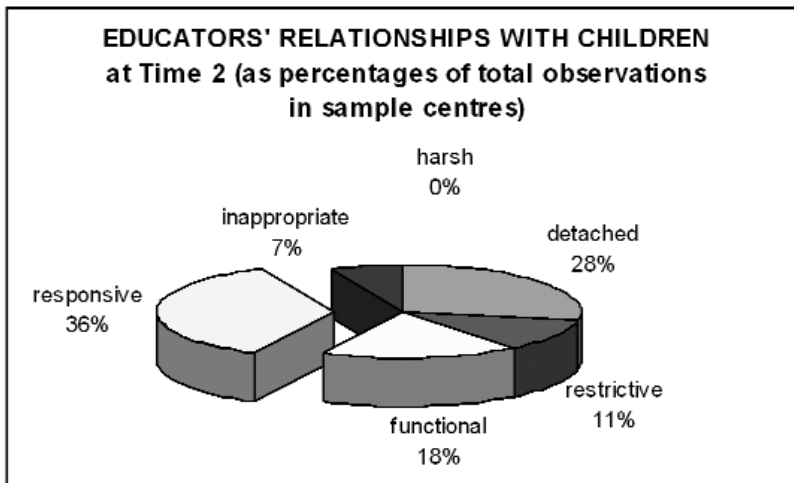 EDUCATORS' RELATIONSHIPS WITH CHILDREN
at Time 2 (as percentages of total observations
in sample centres)
harsh
0%
inappropriate
7%
detached
28%
responsive
36%
restrictive
11%
functional
18%